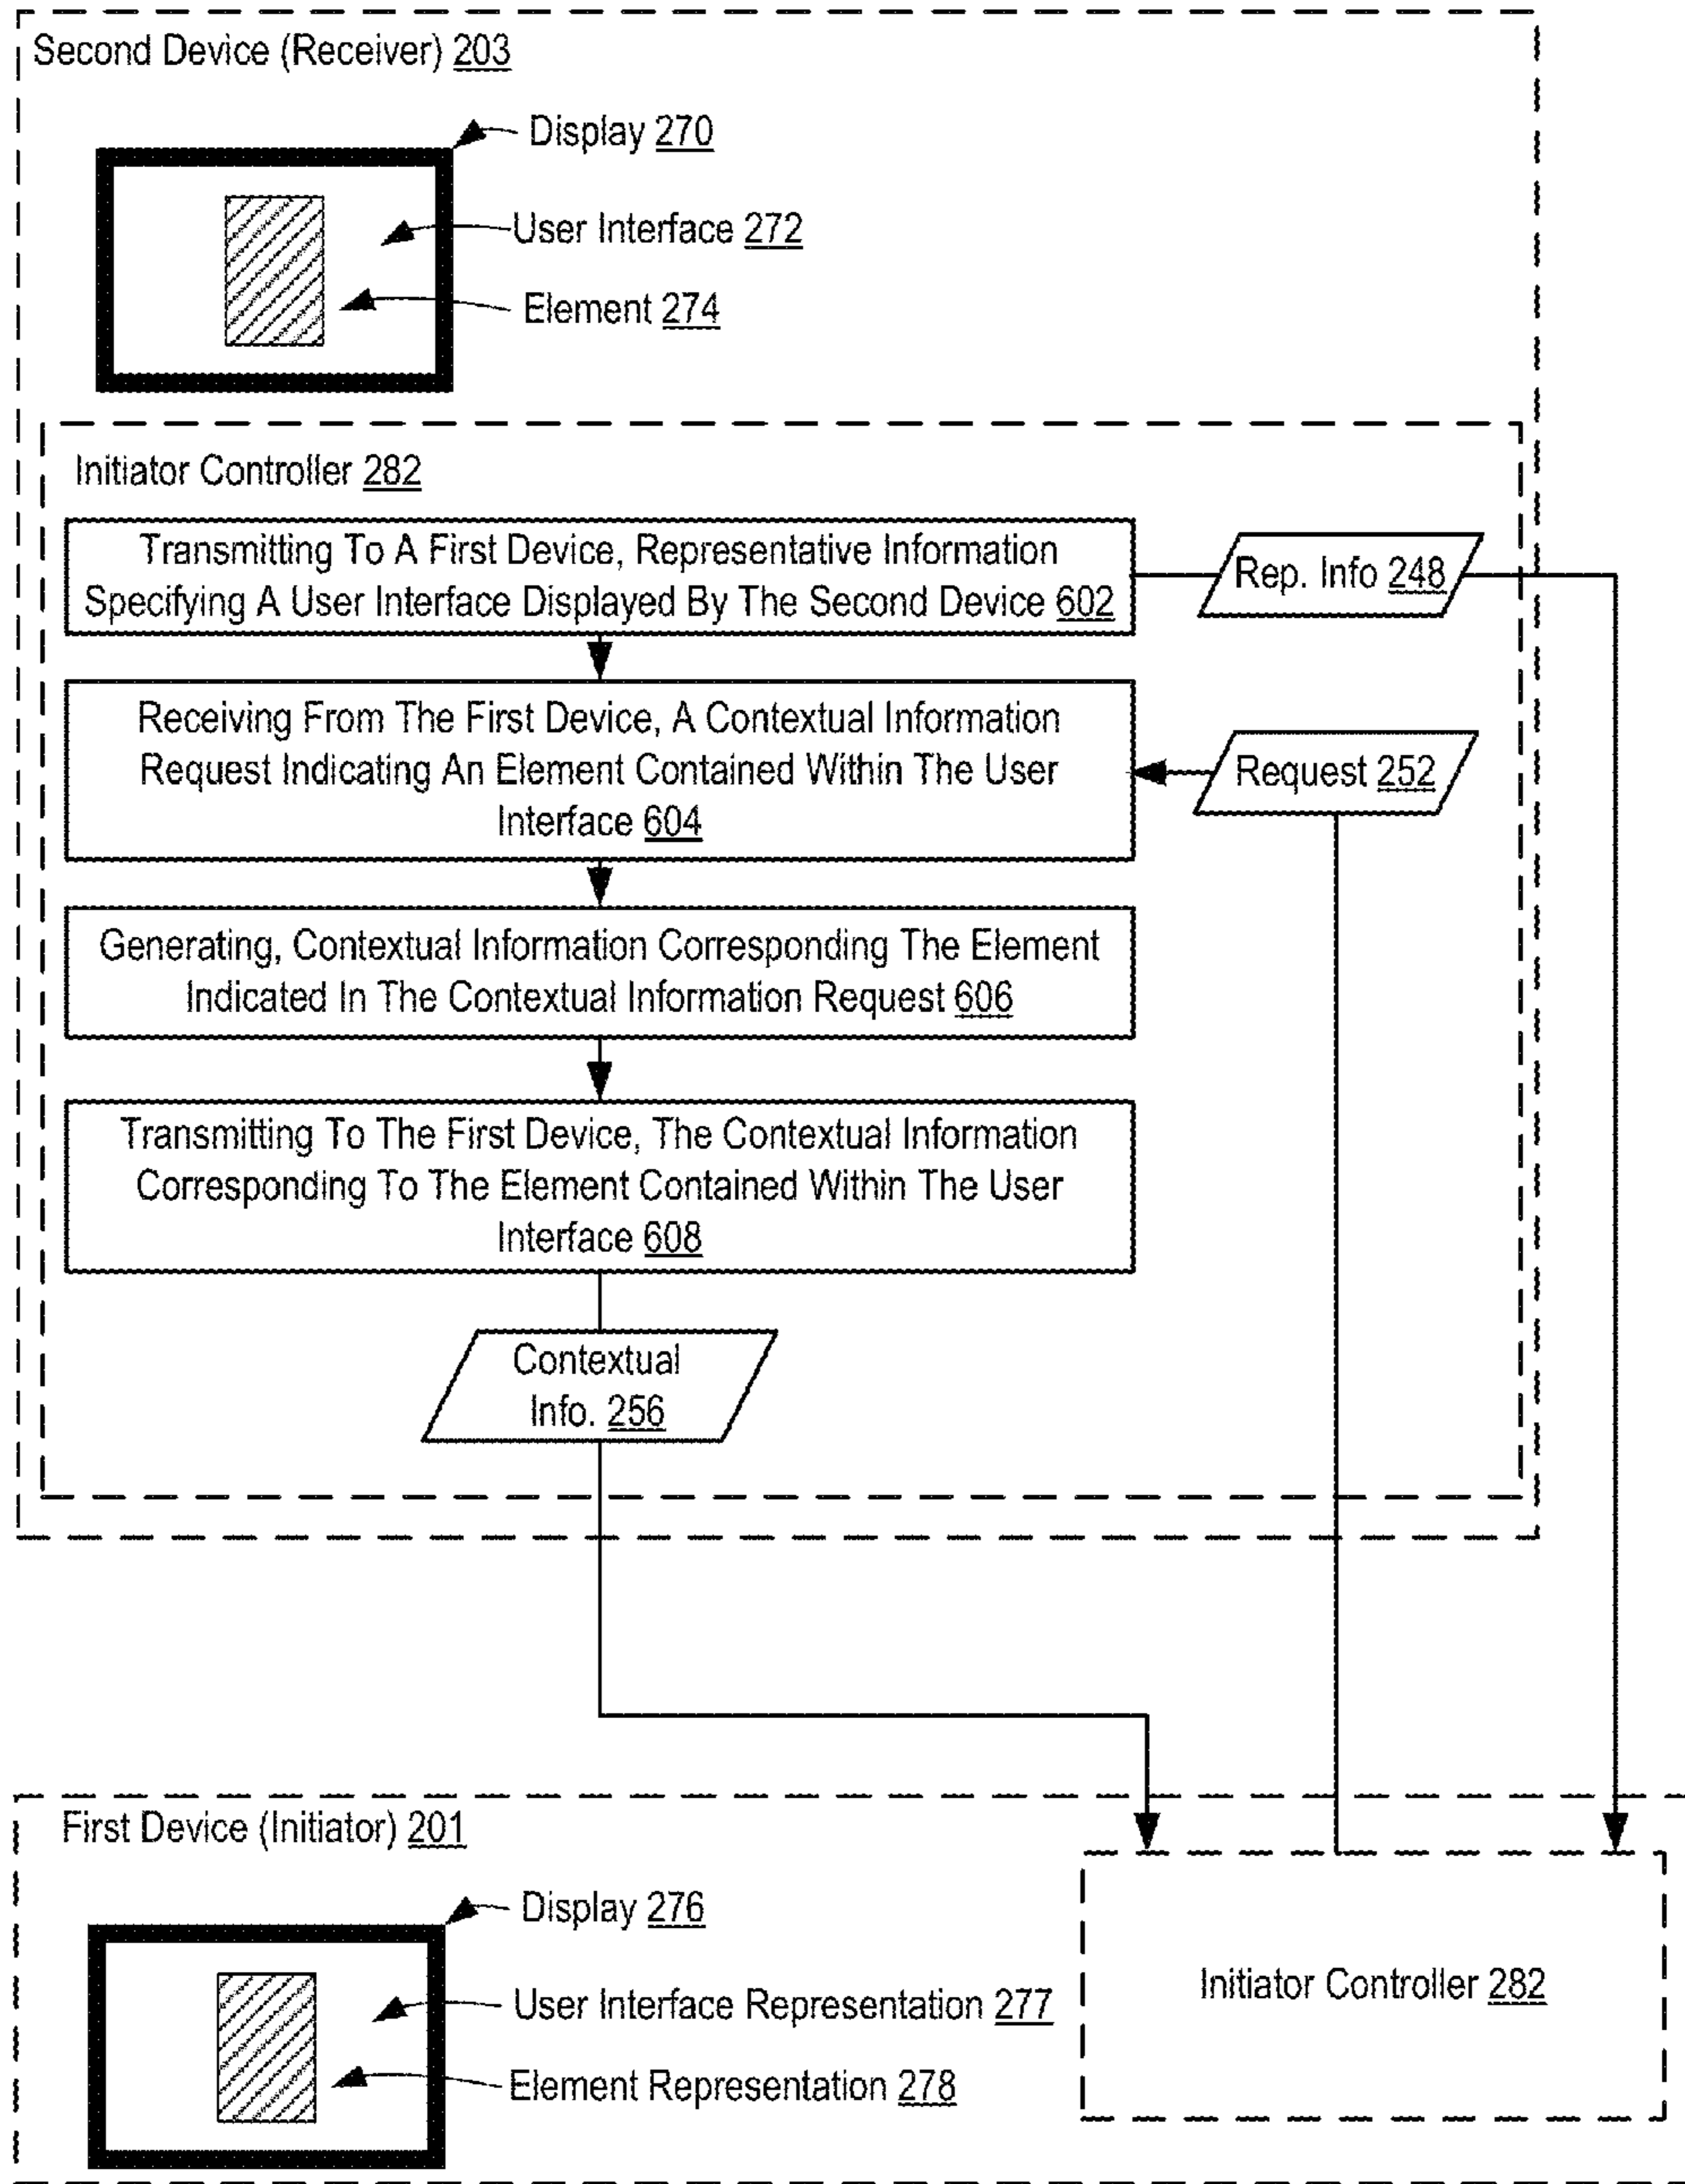 Second Device (Receiver) 203
Display 270
User Interface 272
Element 274
Initiator Controller 282
Transmitting To A First Device, Representative Information
Specifying A User Interface Displayed By The Second Device 602
Rep. Info 248
Receiving From The First Device, A Contextual Information
Request Indicating An Element Contained Within The User
Interface 604
Request 252
Generating, Contextual Information Corresponding The Element
Indicated In The Contextual Information Request 606
Transmitting To The First Device, The Contextual Information
Corresponding To The Element Contained Within The User
Interface 608
Contextual
Info. 256
First Device (Initiator) 201
Display 276
User Interface Representation 277
Element Representation 278
Initiator Controller 282